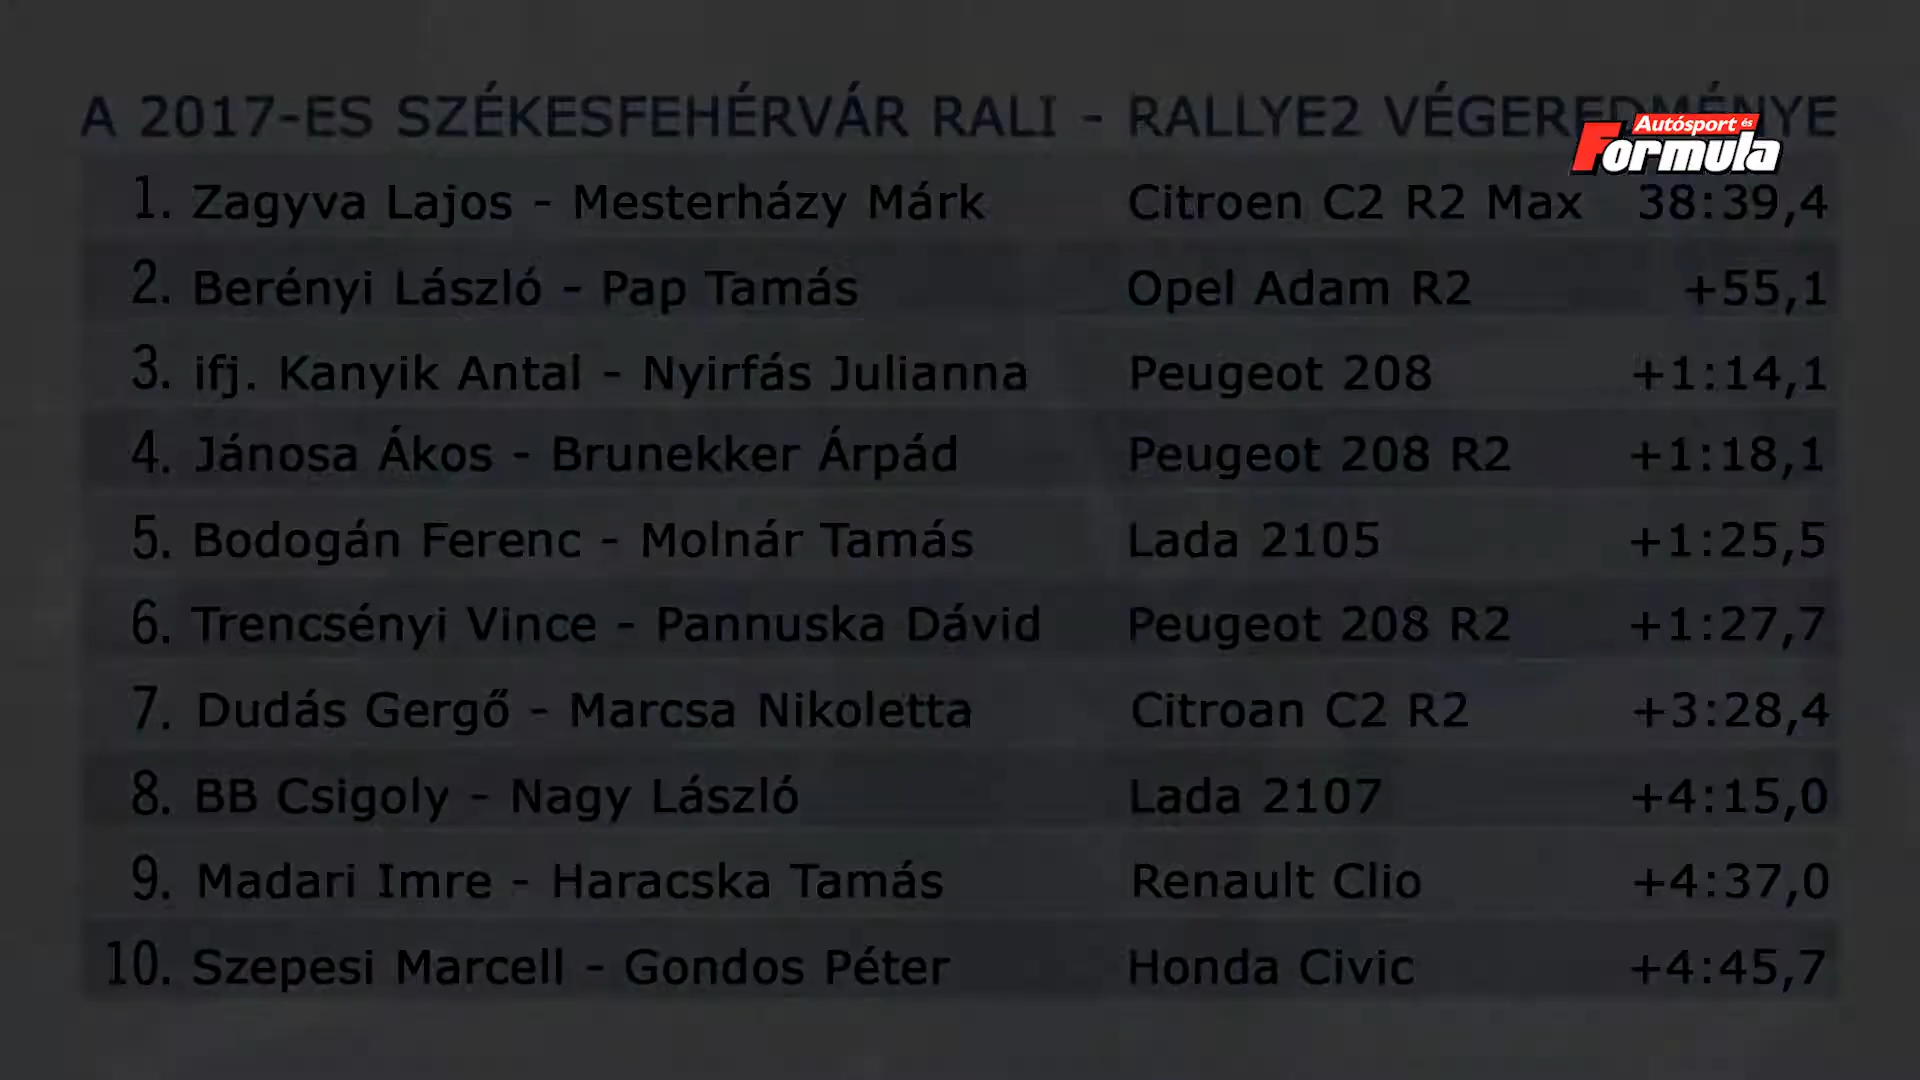 A 2017-ES SZÉKESFEHÉRVÁR RALI - RALLYE2 VÉGEREDMÉNYE
Autósport és
Formula
1. Zagyva Lajos - Mesterházy Márk Citroen C2 R2 Max 38:39,4
2. Berényi László - Pap Tamás Opel Adam R2 +55,1
3. ifj. Kanyik Antal - Nyirfás Julianna Peugeot 208 +1:14,1
4. Jánosa Ákos - Brunekker Árpád Peugeot 208 R2 +1:18,1
5. Bodogán Ferenc - Molnár Tamás Lada 2105 +1:25,5
6. Trencsényi Vince - Pannuska Dávid Peugeot 208 R2 +1:27,7
7. Dudás Gergő - Marcsa Nikoletta Citroan C2 R2 +3:28,4
8. BB Csigoly - Nagy László Lada 2107 +4:15,0
9. Madari Imre - Haracska Tamás Renault Clio +4:37,0
10. Szepesi Marcell - Gondos Péter Honda Civic +4:45,7